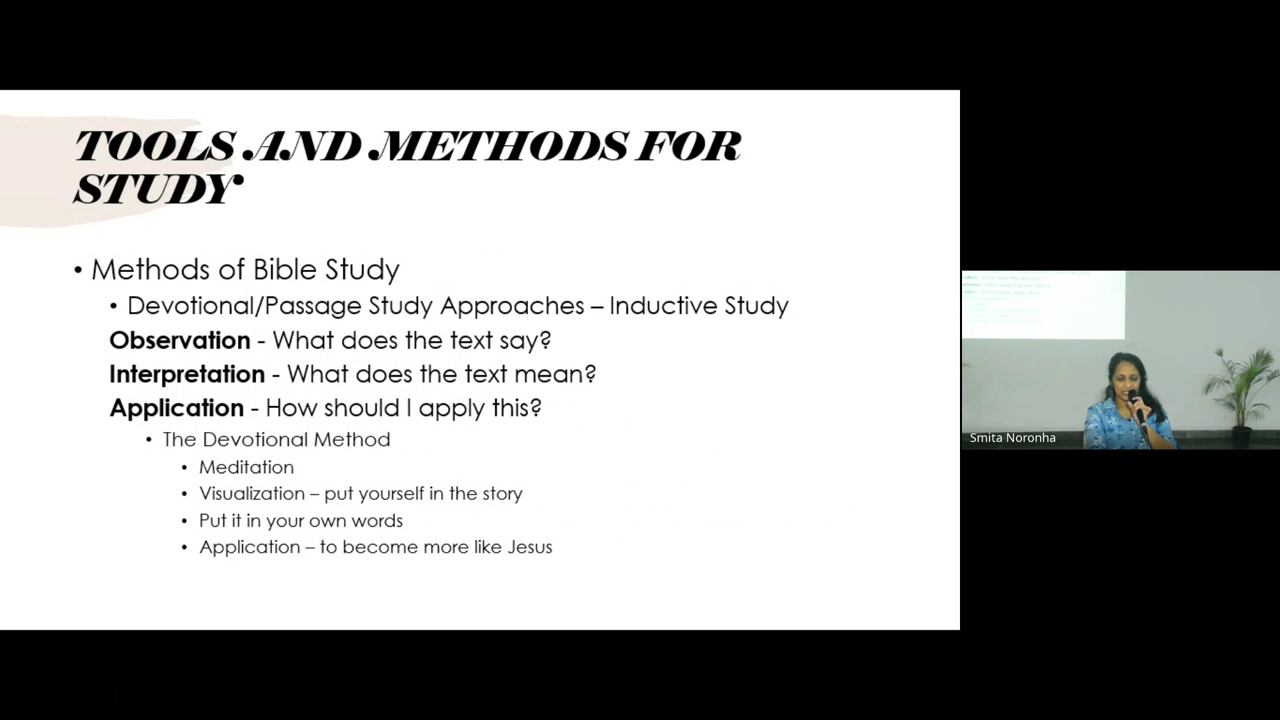 TOOLS AND METHODS FOR
STUDY
• Methods of Bible Study
• Devotional/Passage Study Approaches – Inductive Study
Observation - What does the text say?
Interpretation - What does the text mean?
Application - How should I apply this?
• The Devotional Method
• Meditation
• Visualization – put yourself in the story
• Put it in your own words
• Application – to become more like Jesus
Smita Noronha